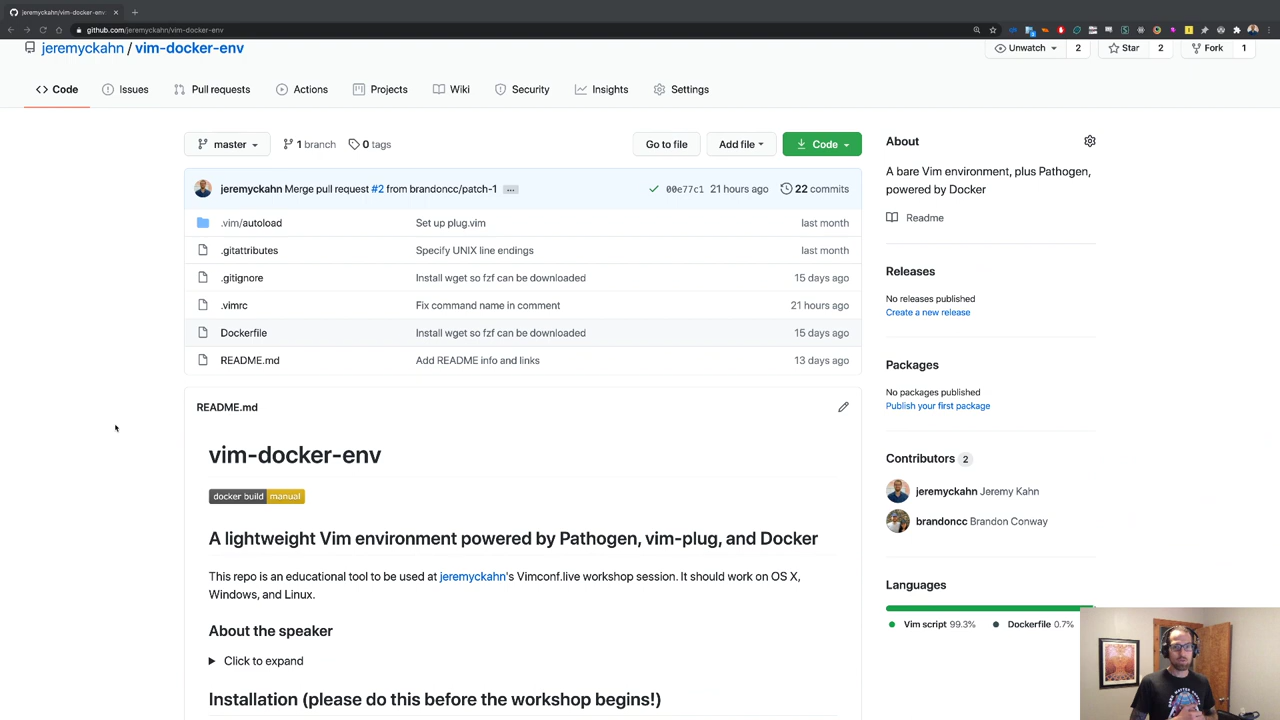 jeremyckahn/vim-docker-env
github.com/jeremyckahn/vim-docker-env
jeremyckahn / vim-docker-env
Unwatch 2
Star 2
Fork 1
Code
Issues
Pull requests
Actions
Projects
Wiki
Security
Insights
Settings
master
1 branch
0 tags
Go to file
Add file
Code
jeremyckahn Merge pull request #2 from brandoncc/patch-1 ...
00e77c1 21 hours ago
22 commits
.vim/autoload Set up plug.vim last month
.gitattributes Specify UNIX line endings last month
.gitignore Install wget so fzf can be downloaded 15 days ago
.vimrc Fix command name in comment 21 hours ago
Dockerfile Install wget so fzf can be downloaded 15 days ago
README.md Add README info and links 13 days ago
README.md
vim-docker-env
docker build manual
A lightweight Vim environment powered by Pathogen, vim-plug, and Docker
This repo is an educational tool to be used at jeremyckahn's Vimconf.live workshop session. It should work on OS X,
Windows, and Linux.
About the speaker
Click to expand
Installation (please do this before the workshop begins!)
About
A bare Vim environment, plus Pathogen,
powered by Docker
Readme
Releases
No releases published
Create a new release
Packages
No packages published
Publish your first package
Contributors 2
jeremyckahn Jeremy Kahn
brandoncc Brandon Conway
Languages
Vim script 99.3%
Dockerfile 0.7%